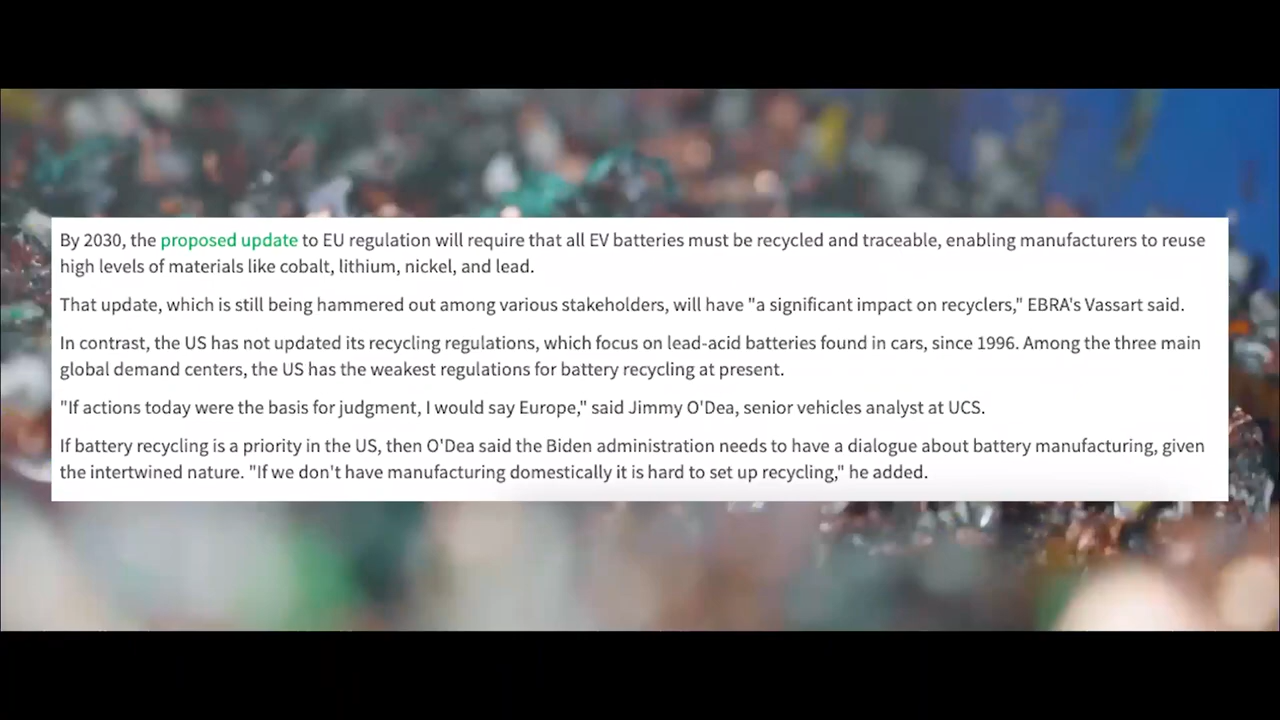 By 2030, the proposed update to EU regulation will require that all EV batteries must be recycled and traceable, enabling manufacturers to reuse
high levels of materials like cobalt, lithium, nickel, and lead.
That update, which is still being hammered out among various stakeholders, will have "a significant impact on recyclers," EBRA's Vassart said.
In contrast, the US has not updated its recycling regulations, which focus on lead-acid batteries found in cars, since 1996. Among the three main
global demand centers, the US has the weakest regulations for battery recycling at present.
"If actions today were the basis for judgment, I would say Europe," said Jimmy O'Dea, senior vehicles analyst at UCS.
If battery recycling is a priority in the US, then O'Dea said the Biden administration needs to have a dialogue about battery manufacturing, given
the intertwined nature. "If we don't have manufacturing domestically it is hard to set up recycling," he added.